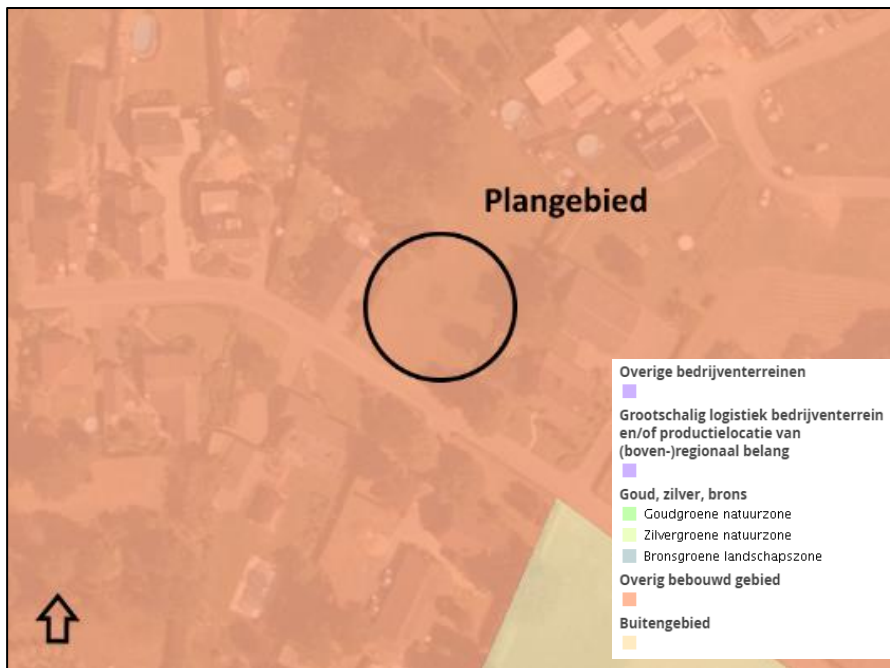 Plangebied
Overige bedrijventerreinen
Grootschalig logistiek bedrijventerrein
en/of productielocatie van
(boven-)regionaal belang
Goud, zilver, brons
Goudgroene natuurzone
Zilvergroene natuurzone
Bronsgroene landschapszone
Overig bebouwd gebied
Buitengebied